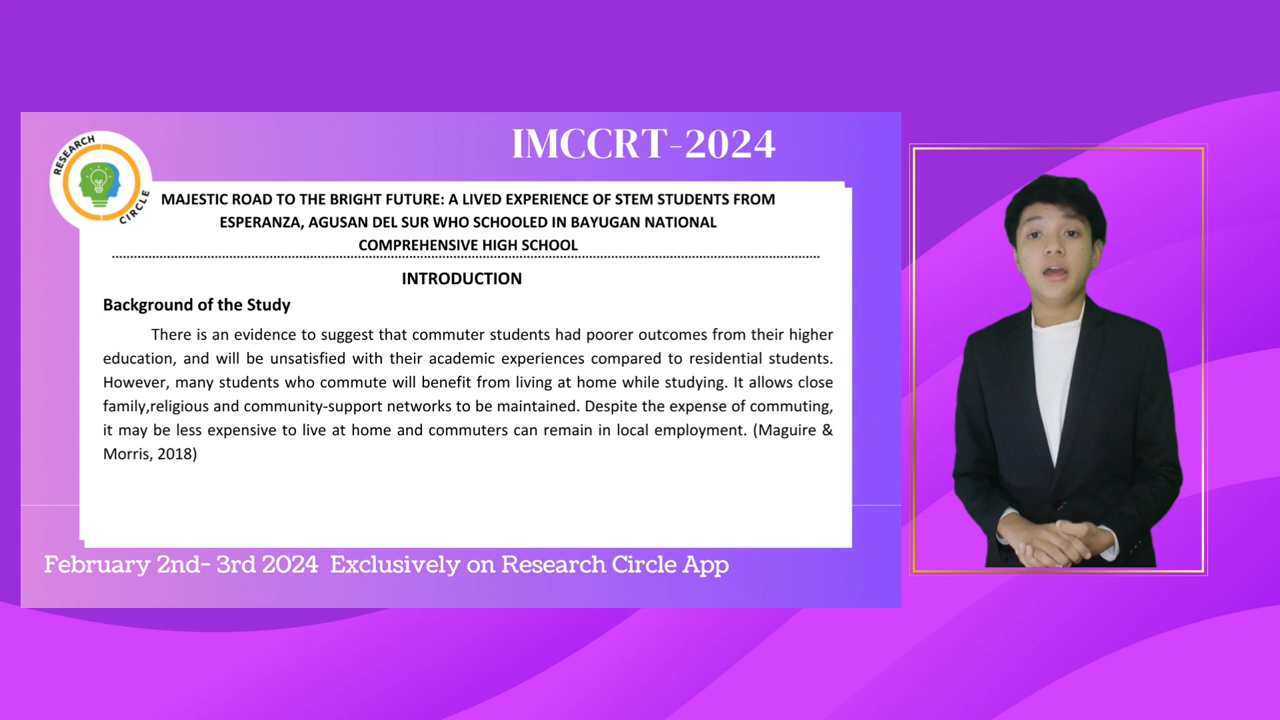 IMCCRT-2024
RESEARCH
CIRCLE
MAJESTIC ROAD TO THE BRIGHT FUTURE: A LIVED EXPERIENCE OF STEM STUDENTS FROM
ESPERANZA, AGUSAN DEL SUR WHO SCHOOLED IN BAYUGAN NATIONAL
COMPREHENSIVE HIGH SCHOOL
INTRODUCTION
Background of the Study
There is an evidence to suggest that commuter students had poorer outcomes from their higher
education, and will be unsatisfied with their academic experiences compared to residential students.
However, many students who commute will benefit from living at home while studying. It allows close
family,religious and community-support networks to be maintained. Despite the expense of commuting,
it may be less expensive to live at home and commuters can remain in local employment. (Maguire &
Morris, 2018)
February 2nd- 3rd 2024 Exclusively on Research Circle App